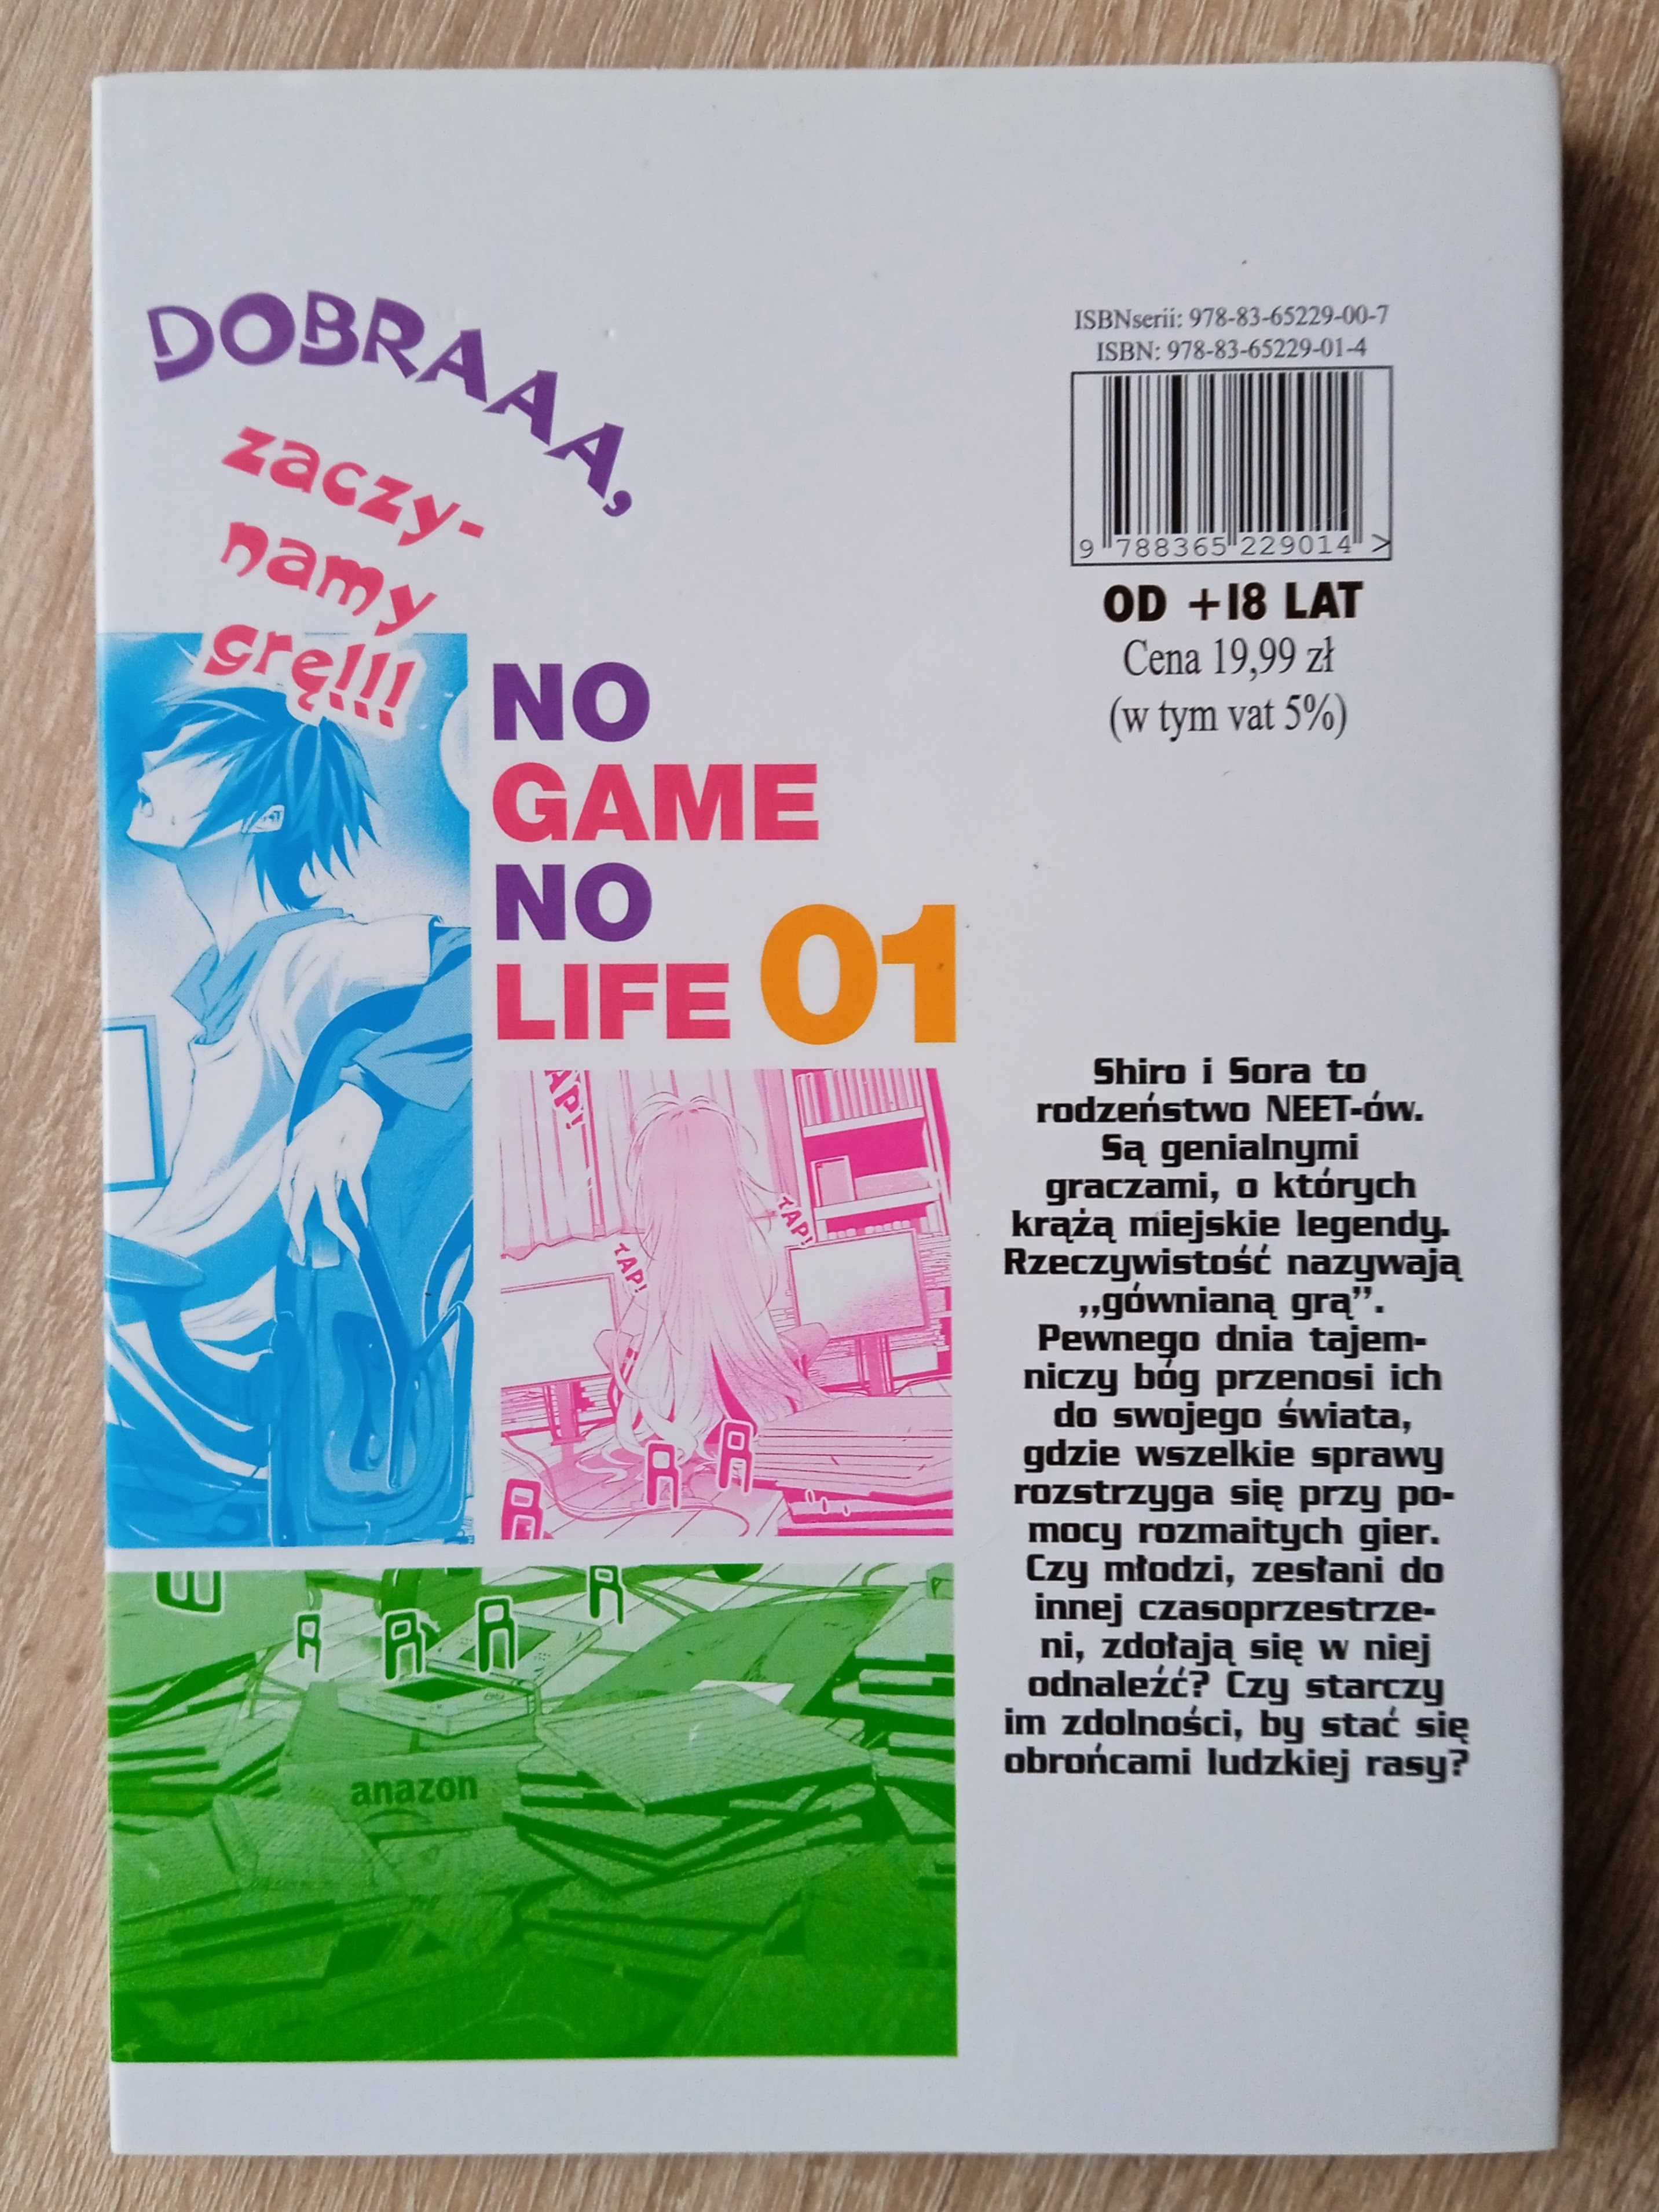 DOBRAAA,
zaczy-
namy
grę!!!
NO
GAME
NO
LIFE 01
ISBNserii: 978-83-65229-00-7
ISBN: 978-83-65229-01-4
9 788365 229014 >
OD +18 LAT
Cena 19,99 zł
(w tym vat 5%)
TAP!
TAP!
R
R
R
R
R
R
R
anazon
Shiro i Sora to
rodzeństwo NEET-ów.
Są genialnymi
graczami, o których
krążą miejskie legendy.
Rzeczywistość nazywają
,,gównianą grą”.
Pewnego dnia tajem-
niczy bóg przenosi ich
do swojego świata,
gdzie wszelkie sprawy
rozstrzyga się przy po-
mocy rozmaitych gier.
Czy młodzi, zesłani do
innej czasoprzestrze-
ni, zdołają się w niej
odnaleźć? Czy starczy
im zdolności, by stać się
obrońcami ludzkiej rasy?